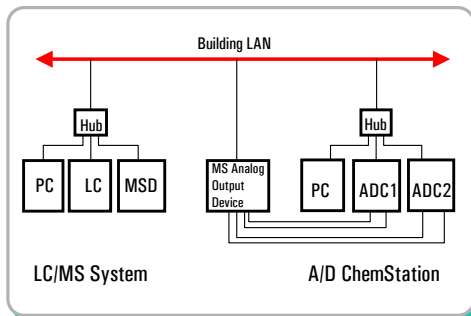 Building LAN
Hub
Hub
PC
LC
MSD
MS Analog
Output
Device
PC
ADC1
ADC2
LC/MS System
A/D ChemStation